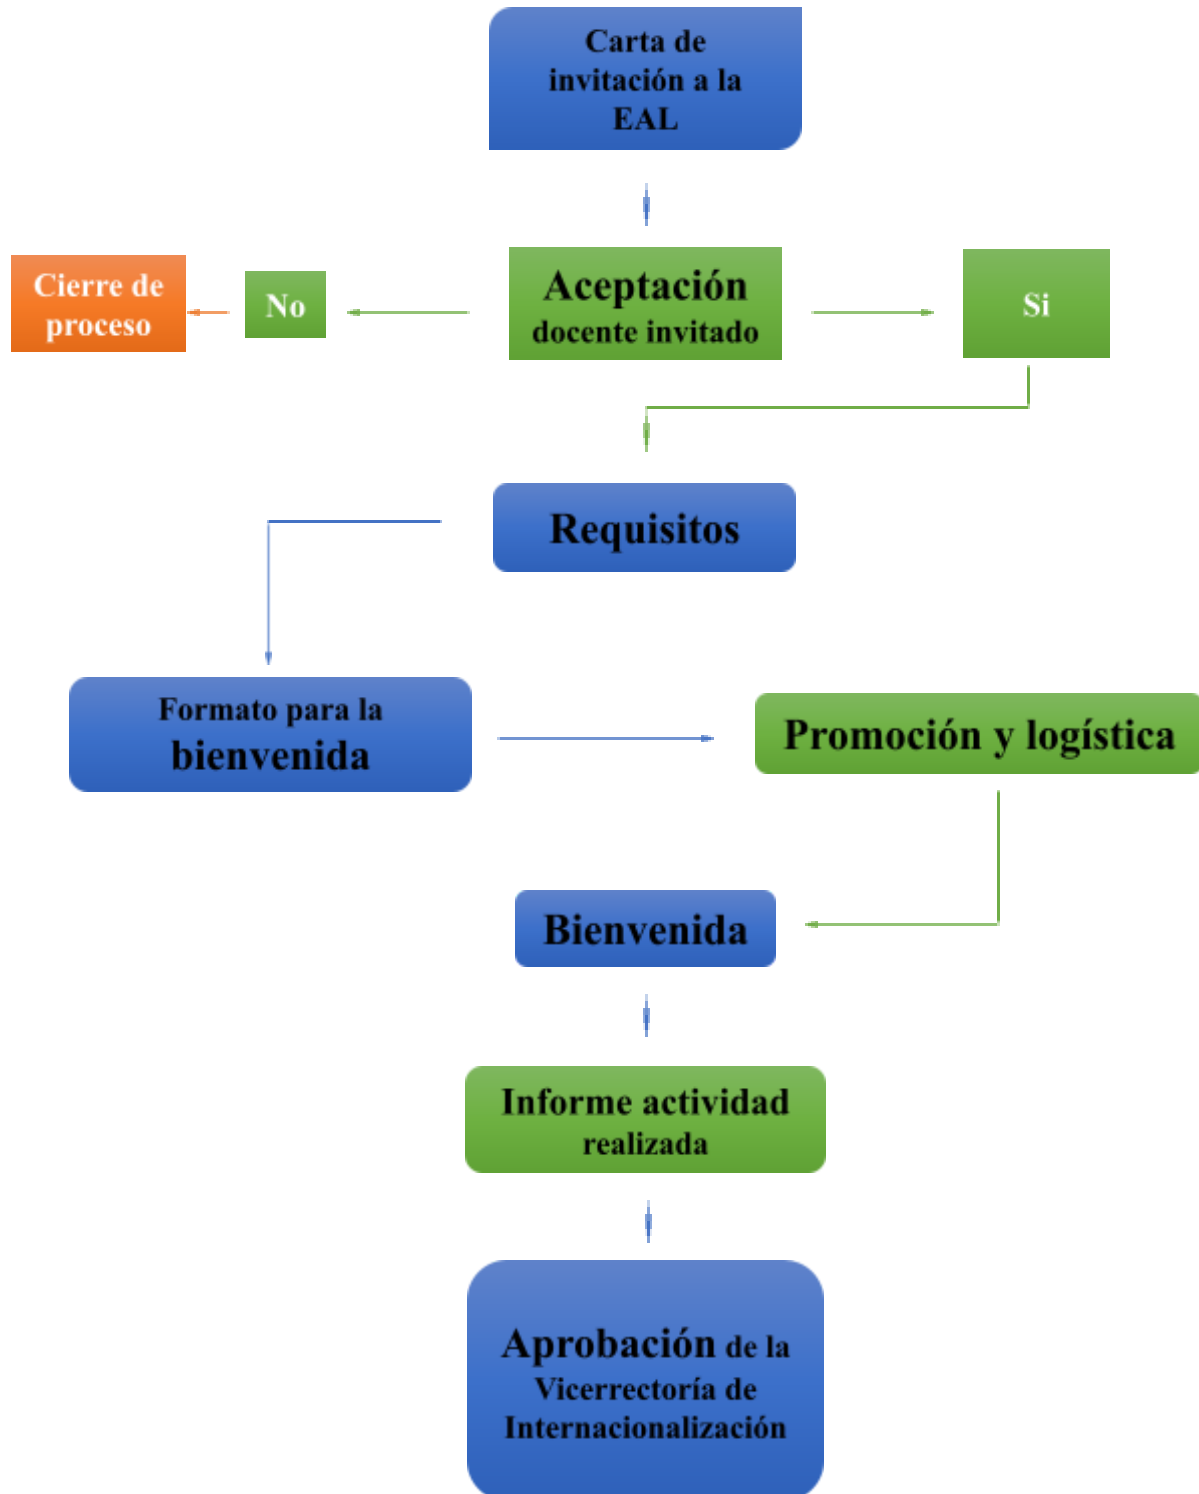 Carta de
invitación a la
EAL
Cierre de
proceso
No
Aceptación
docente invitado
Si
Requisitos
Formato para la
bienvenida
Promoción y logística
Bienvenida
Informe actividad
realizada
Aprobación de la
Vicerrectoría de
Internacionalización